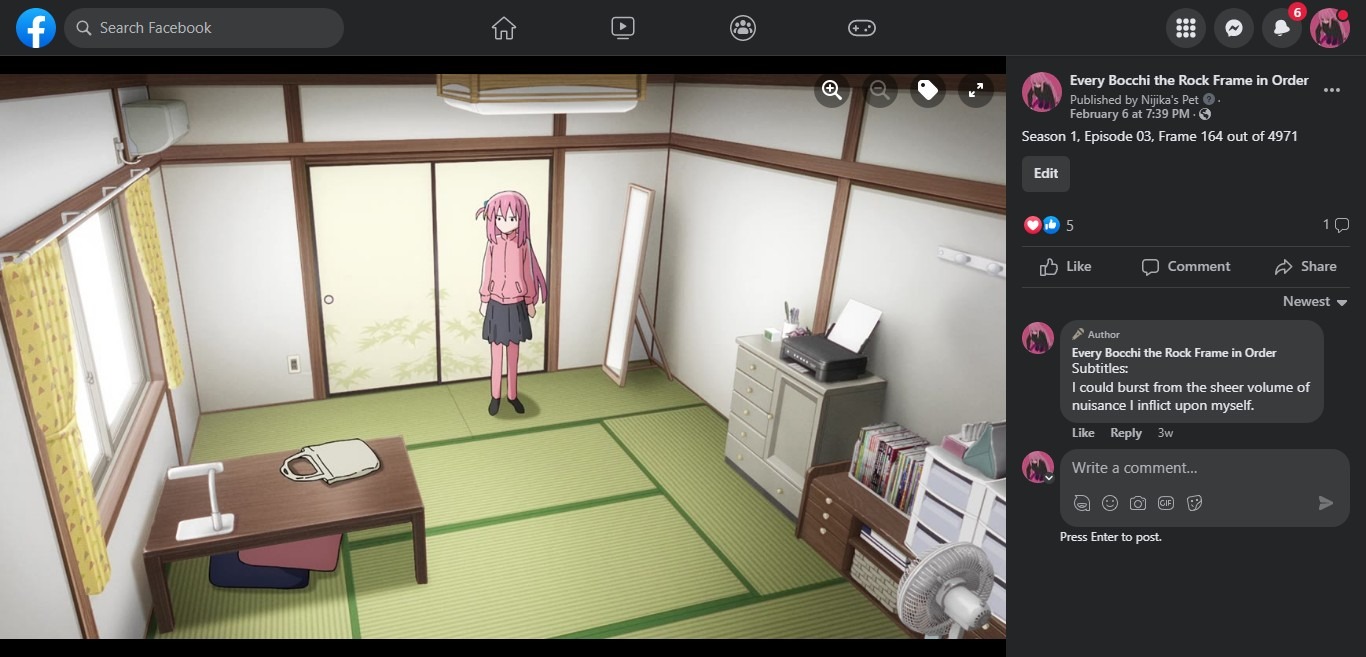 Search Facebook
6
Every Bocchi the Rock Frame in Order
Published by Nijika's Pet ? ·
February 6 at 7:39 PM ·
Season 1, Episode 03, Frame 164 out of 4971
Edit
5
1
Like
Comment
Share
Newest
Author
Every Bocchi the Rock Frame in Order
Subtitles:
I could burst from the sheer volume of
nuisance I inflict upon myself.
Like Reply 3w
Write a comment...
GIF
Press Enter to post.